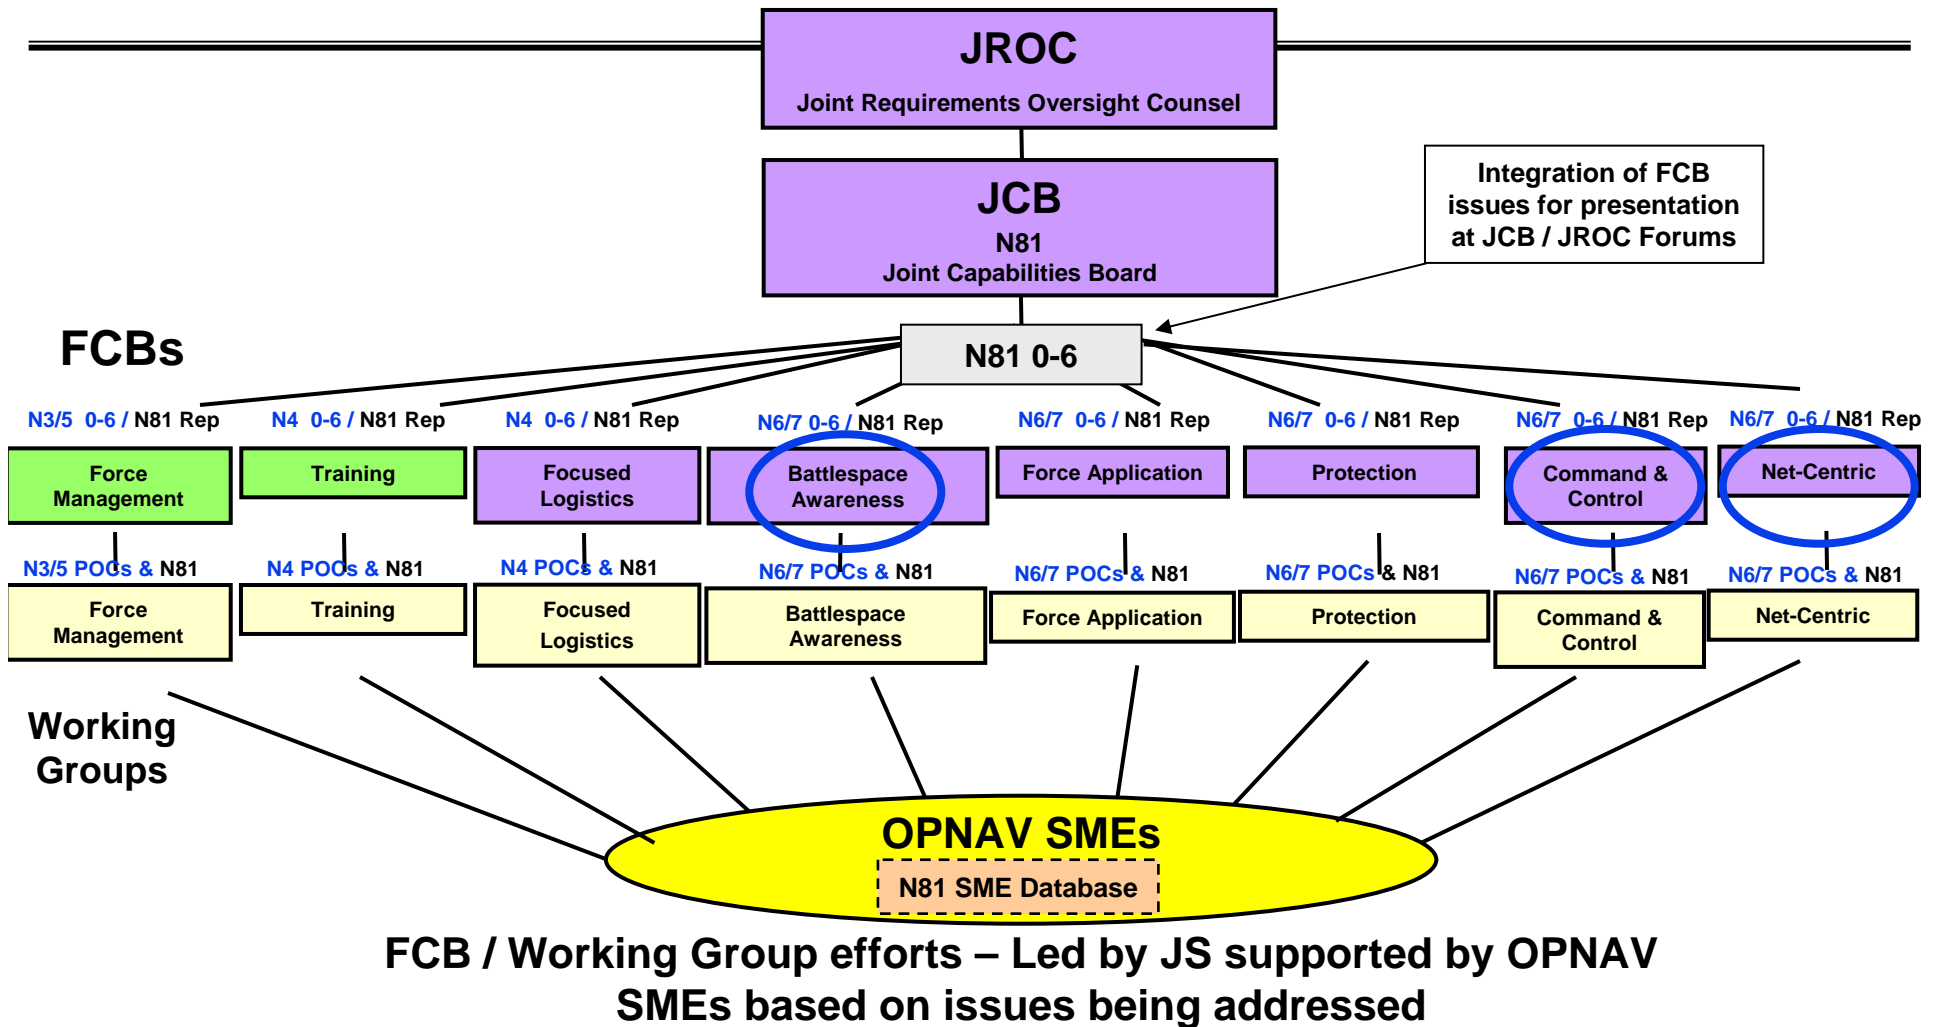 JROC
Joint Requirements Oversight Counsel
JCB
N81
Joint Capabilities Board
Integration of FCB
issues for presentation
at JCB / JROC Forums
FCBs
N81 0-6
N3/5 0-6 / N81 Rep
N4 0-6 / N81 Rep
N4 0-6 / N81 Rep
N6/7 0-6 / N81 Rep
N6/7 0-6 / N81 Rep
N6/7 0-6 / N81 Rep
N6/7 0-6 / N81 Rep
N6/7 0-6 / N81 Rep
Force
Management
Training
Focused
Logistics
Battlespace
Awareness
Force Application
Protection
Command &
Control
Net-Centric
N3/5 POCs & N81
N4 POCs & N81
N4 POCs & N81
N6/7 POCs & N81
N6/7 POCs & N81
N6/7 POCs & N81
N6/7 POCs & N81
N6/7 POCs & N81
Force
Management
Training
Focused
Logistics
Battlespace
Awareness
Force Application
Protection
Command &
Control
Net-Centric
Working
Groups
OPNAV SMEs
N81 SME Database
FCB / Working Group efforts – Led by JS supported by OPNAV
SMEs based on issues being addressed